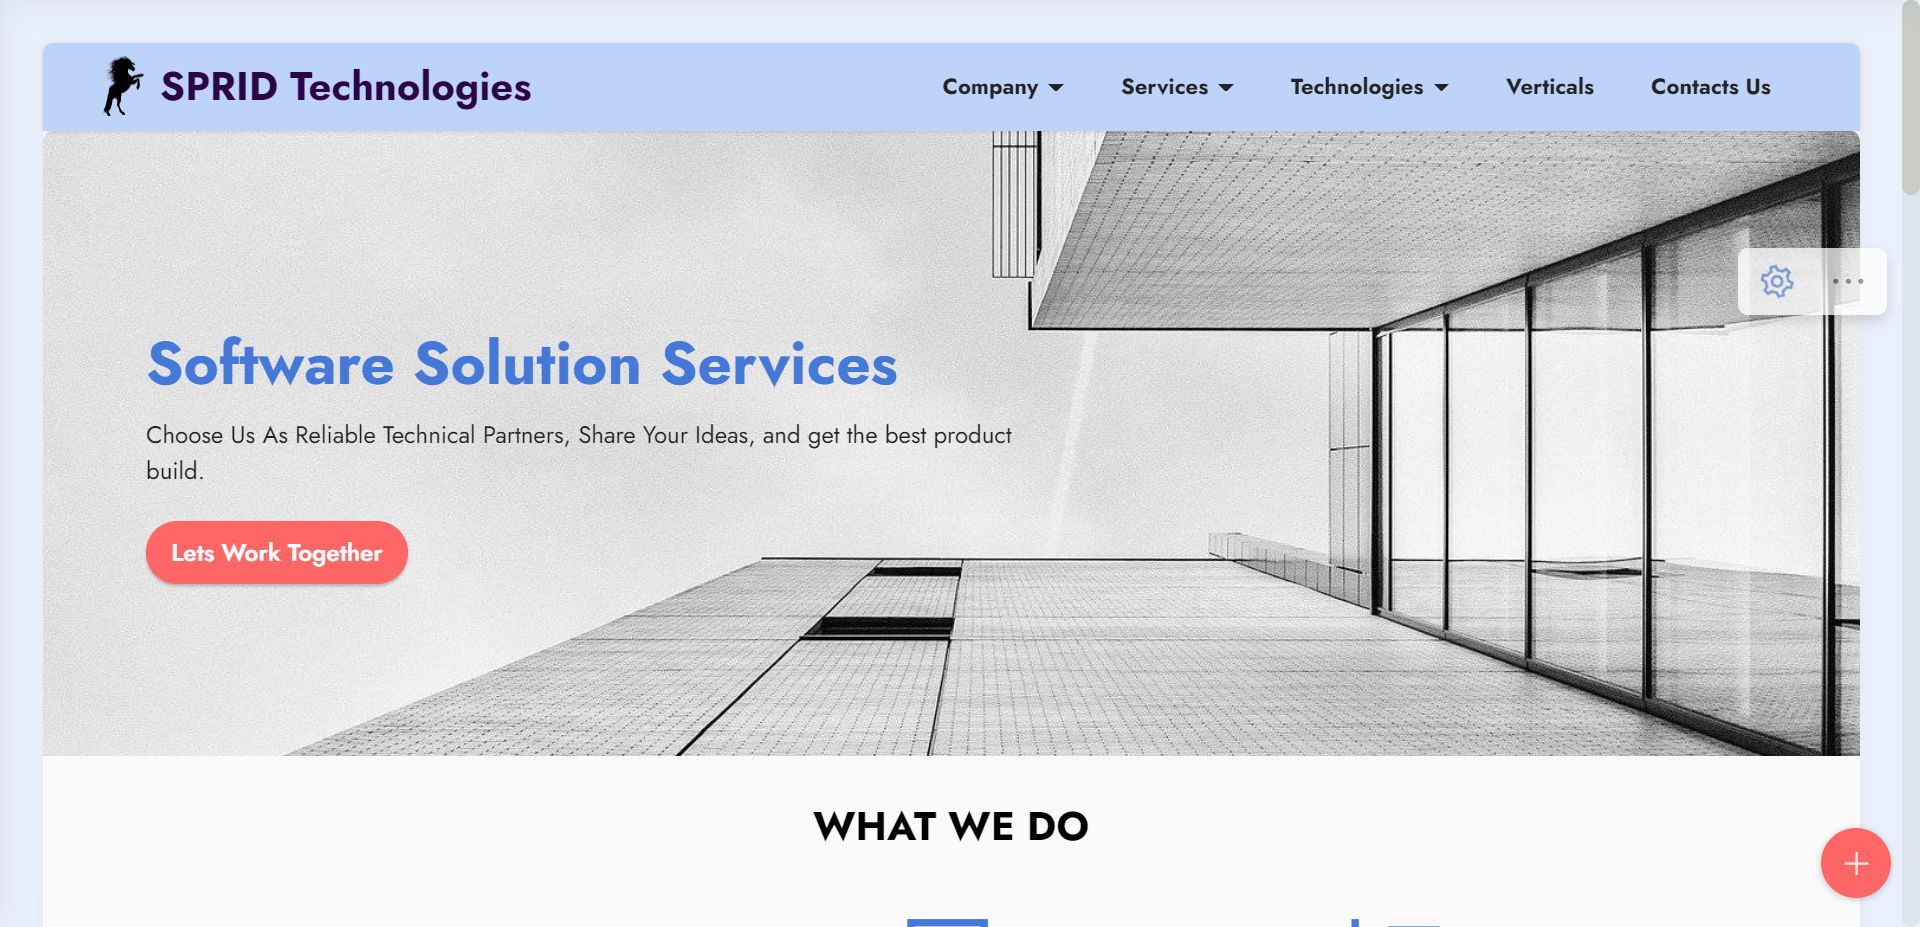 SPRID Technologies
Company
Services
Technologies
Verticals
Contacts Us
Software Solution Services
Choose Us As Reliable Technical Partners, Share Your Ideas, and get the best product
build.
Lets Work Together
WHAT WE DO